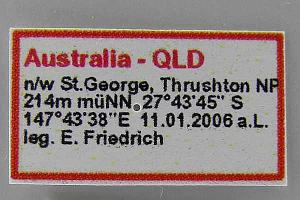 Australia - QLD
n/w St.George, Thrushton NP
214m müNN 27°43'45" S
147°43'38"E 11.01.2006 a.L.
leg. E. Friedrich